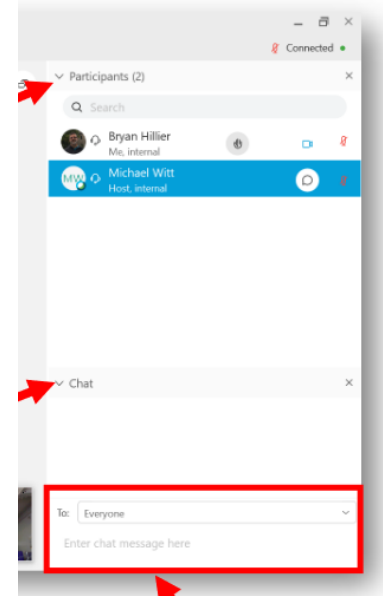 Connected
Participants (2)
Search
Bryan Hillier
Me, internal
MW
Michael Witt
Host, internal
Chat
To: Everyone
Enter chat message here